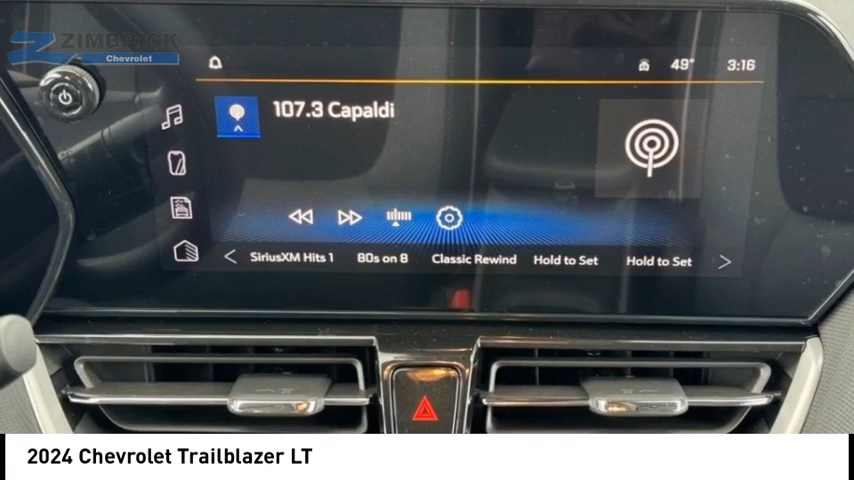 ZIMBRICK
Chevrolet
49° 3:16
107.3 Capaldi
SiriusXM Hits 1 80s on 8 Classic Rewind Hold to Set Hold to Set
2024 Chevrolet Trailblazer LT